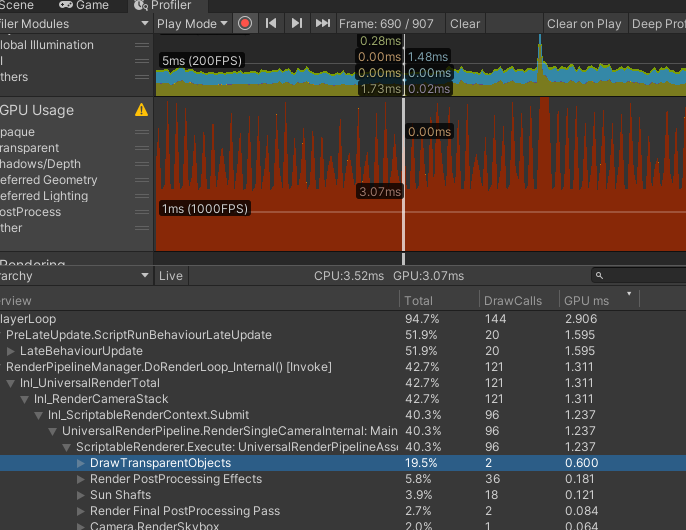 Scene Game Profiler
filer Modules Play Mode Frame: 690 / 907 Clear Clear on Play Deep Prof
lobal Illumination
I
thers
5ms (200FPS)
0.28ms
0.00ms 1.48ms
0.00ms 0.00ms
1.73ms 0.02ms
GPU Usage
paque
ransparent
hadows/Depth
eferred Geometry
eferred Lighting
ostProcess
ther
0.00ms
3.07ms
1ms (1000FPS)
Rendering
rarchy Live CPU:3.52ms GPU:3.07ms
erview Total DrawCalls GPU ms
layerLoop 94.7% 144 2.906
PreLateUpdate.ScriptRunBehaviourLateUpdate 51.9% 20 1.595
LateBehaviourUpdate 51.9% 20 1.595
RenderPipelineManager.DoRenderLoop_Internal() [Invoke] 42.7% 121 1.311
Inl_UniversalRenderTotal 42.7% 121 1.311
Inl_RenderCameraStack 42.7% 121 1.311
Inl_ScriptableRenderContext.Submit 40.3% 96 1.237
UniversalRenderPipeline.RenderSingleCameraInternal: Main 40.3% 96 1.237
ScriptableRenderer.Execute: UniversalRenderPipelineAsse 40.3% 96 1.237
DrawTransparentObjects 19.5% 2 0.600
Render PostProcessing Effects 5.8% 36 0.181
Sun Shafts 3.9% 18 0.121
Render Final PostProcessing Pass 2.7% 2 0.084
Camera.RenderSkybox 2.0% 1 0.064